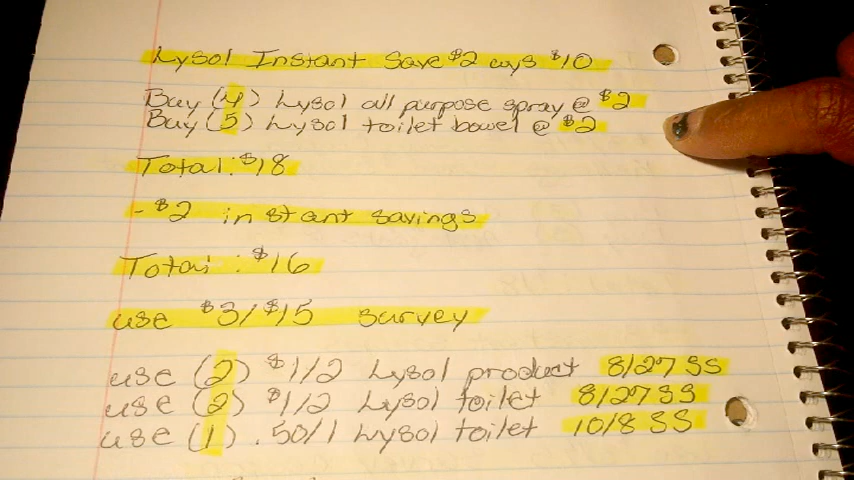 Lysol Instant Save $2 wys $10
Buy (4) Lysol all purpose spray @ $2
Buy (5) Lysol toilet bowel @ $2
Total: $18
- $2 instant savings
Total: $16
use $3/$15 survey
use (2) $1/2 Lysol product 8/27 SS
use (2) $1/2 Lysol toilet 8/27 SS
use (1) .50/1 Lysol toilet 10/8 SS